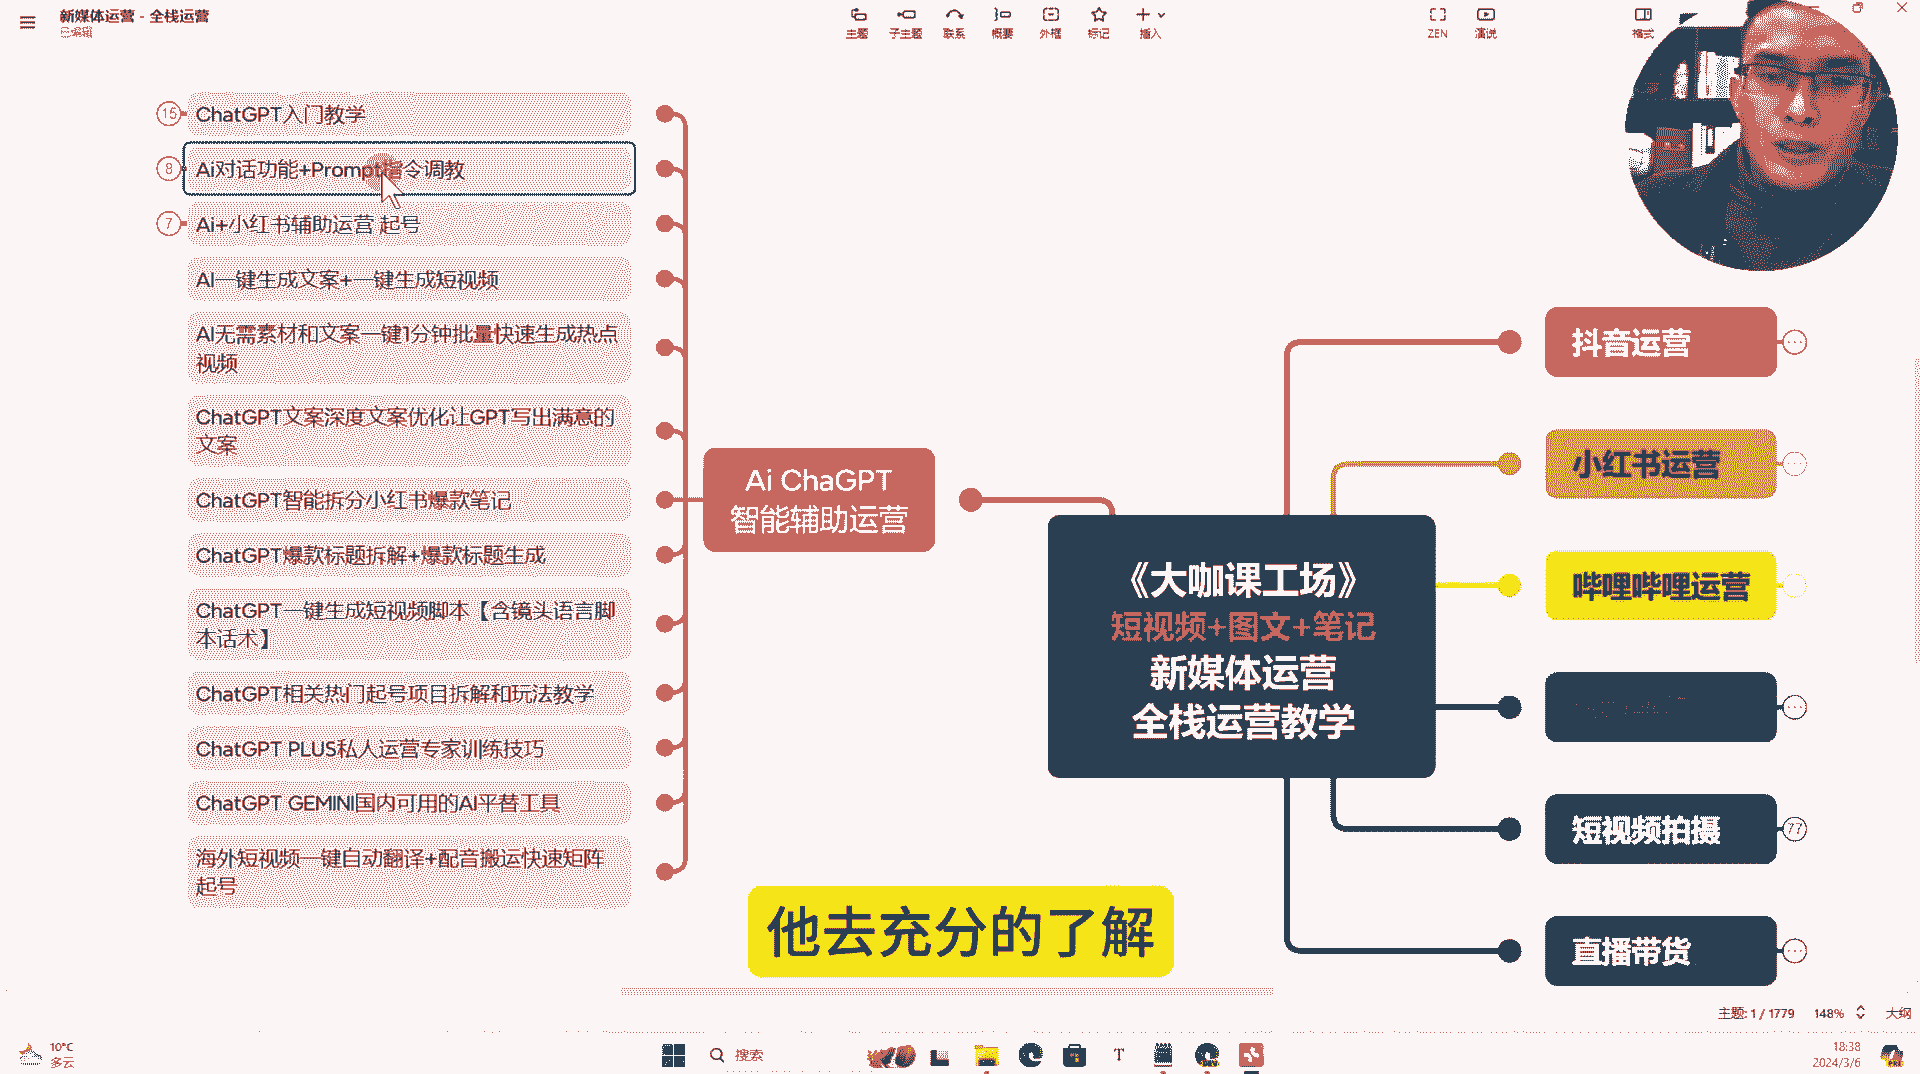 新媒体运营 - 全栈运营
已编辑
主题
子主题
联系
概要
外框
标记
插入
ZEN
演说
格式
15
ChatGPT入门教学
8
Ai对话功能+Prompt指令调教
7
Ai+小红书辅助运营 起号
AI一键生成文案+一键生成短视频
AI无需素材和文案一键1分钟批量快速生成热点
视频
ChatGPT文案深度文案优化让GPT写出满意的
文案
ChatGPT智能拆分小红书爆款笔记
ChatGPT爆款标题拆解+爆款标题生成
ChatGPT一键生成短视频脚本【含镜头语言脚
本话术】
ChatGPT相关热门起号项目拆解和玩法教学
ChatGPT PLUS私人运营专家训练技巧
ChatGPT GEMINI国内可用的AI平替工具
海外短视频一键自动翻译+配音搬运快速矩阵
起号
Ai ChaGPT
智能辅助运营
《大咖课工场》
短视频+图文+笔记
新媒体运营
全栈运营教学
抖音运营
小红书运营
哔哩哔哩运营
短视频拍摄
77
直播带货
他去充分的了解
主题: 1 / 1779
148%
大纲
10°C
多云
搜索
18:38
2024/3/6